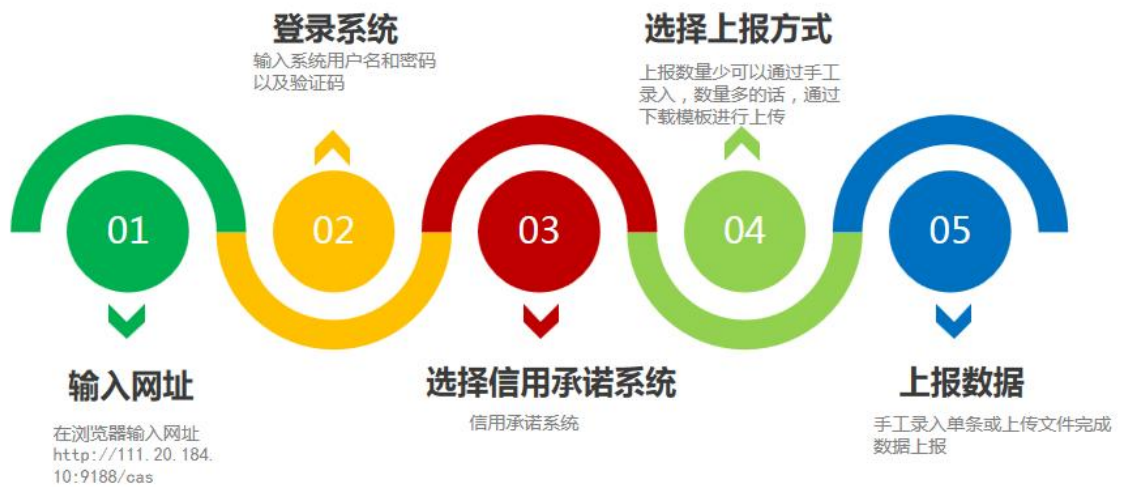 登录系统
输入系统用户名和密码
以及验证码
选择上报方式
上报数量少可以通过手工
录入，数量多的话，通过
下载模板进行上传
01
02
03
04
05
输入网址
在浏览器输入网址
http://111.20.184.
10:9188/cas
选择信用承诺系统
信用承诺系统
上报数据
手工录入单条或上传文件完成
数据上报